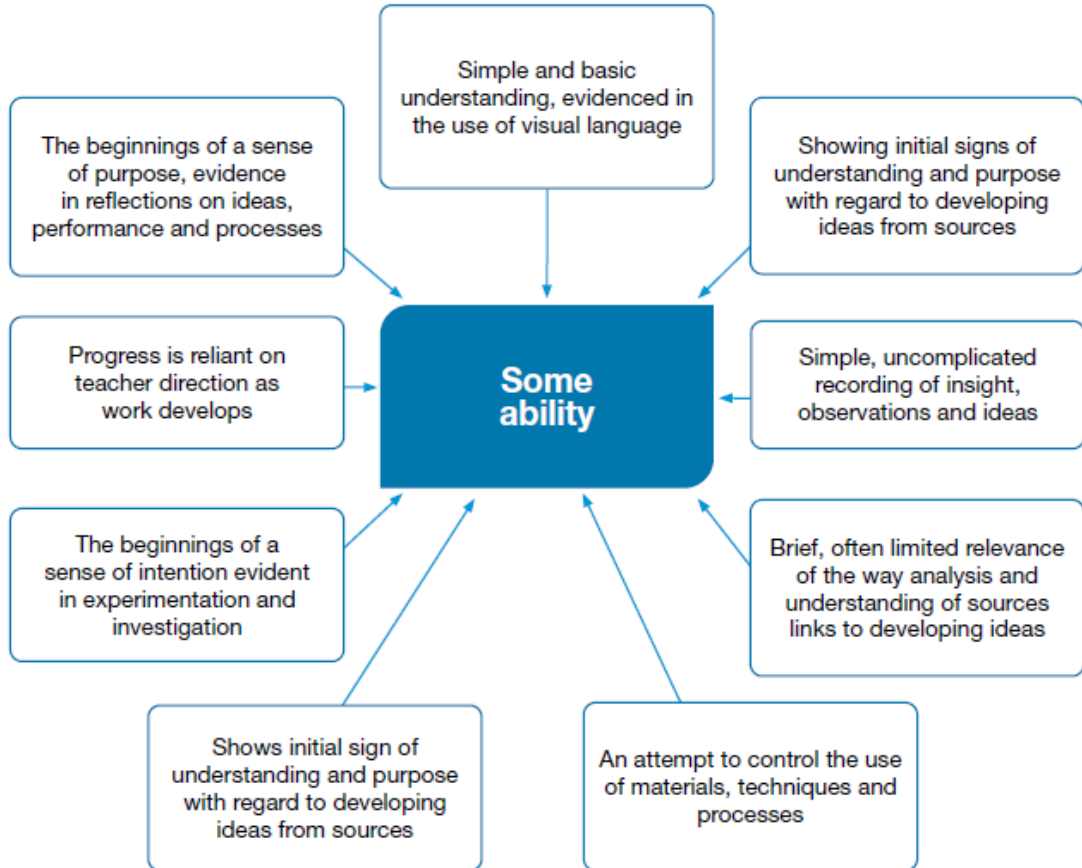 Simple and basic
understanding, evidenced in
the use of visual language
The beginnings of a sense
of purpose, evidence
in reflections on ideas,
performance and processes
Showing initial signs of
understanding and purpose
with regard to developing
ideas from sources
Progress is reliant on
teacher direction as
work develops
Some
ability
Simple, uncomplicated
recording of insight,
observations and ideas
The beginnings of a
sense of intention evident
in experimentation and
investigation
Brief, often limited relevance
of the way analysis and
understanding of sources
links to developing ideas
Shows initial sign of
understanding and purpose
with regard to developing
ideas from sources
An attempt to control the use
of materials, techniques and
processes